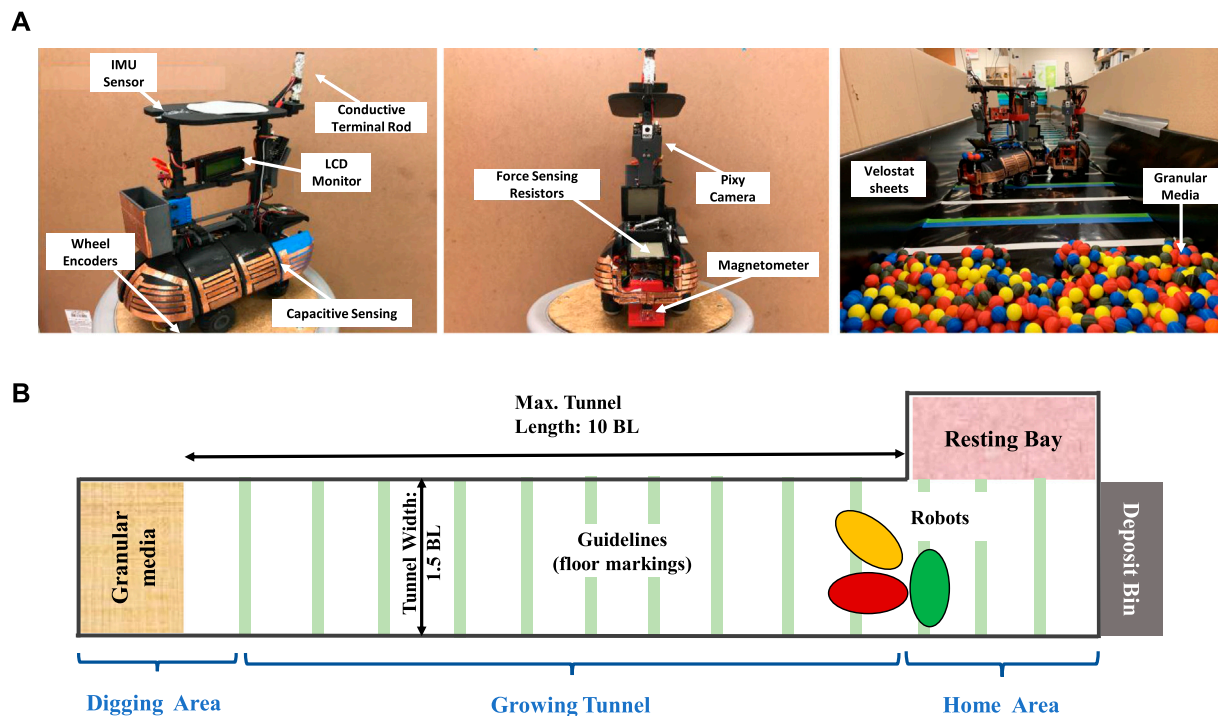 A
IMU
Sensor
Conductive
Terminal Rod
LCD
Monitor
Wheel
Encoders
Capacitive Sensing
Force Sensing
Resistors
Pixy
Camera
Magnetometer
Velostat
sheets
Granular
Media
B
Max. Tunnel
Length: 10 BL
Resting Bay
Granular
media
Tunnel Width:
1.5 BL
Guidelines
(floor markings)
Robots
Deposit Bin
Digging Area
Growing Tunnel
Home Area